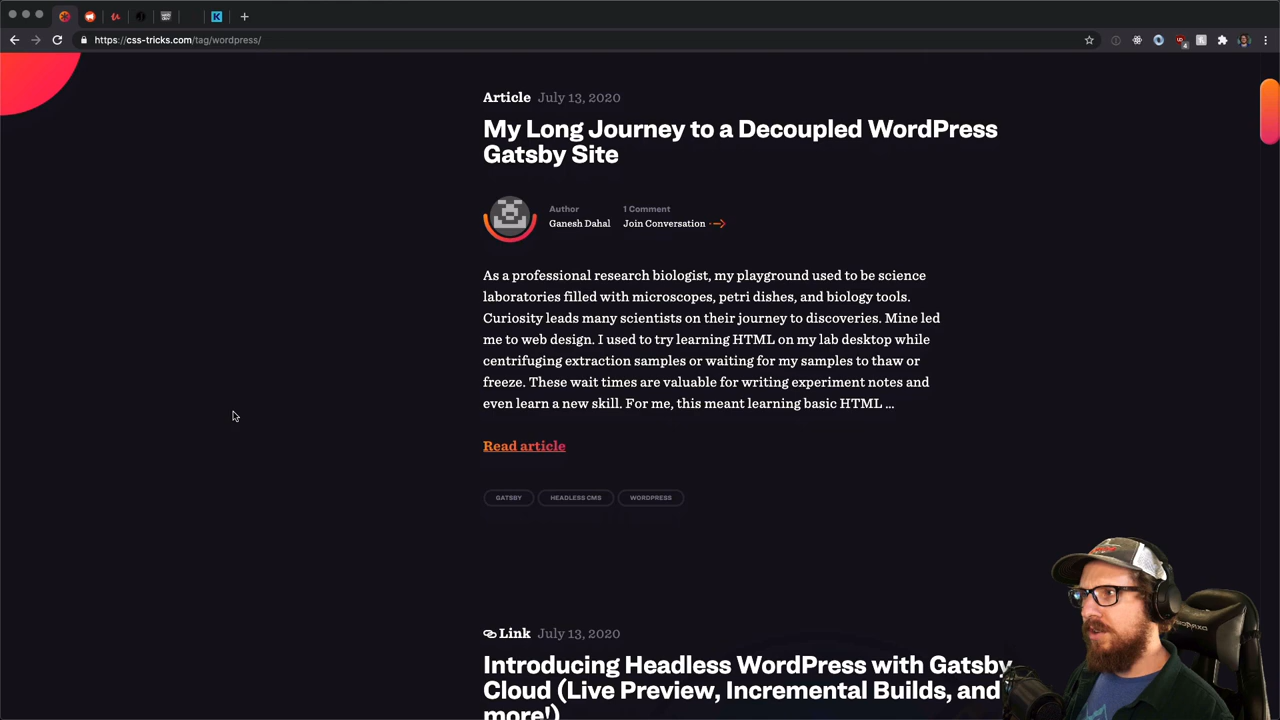 https://css-tricks.com/tag/wordpress/
Article July 13, 2020
My Long Journey to a Decoupled WordPress
Gatsby Site
Author
Ganesh Dahal
1 Comment
Join Conversation
As a professional research biologist, my playground used to be science
laboratories filled with microscopes, petri dishes, and biology tools.
Curiosity leads many scientists on their journey to discoveries. Mine led
me to web design. I used to try learning HTML on my lab desktop while
centrifuging extraction samples or waiting for my samples to thaw or
freeze. These wait times are valuable for writing experiment notes and
even learn a new skill. For me, this meant learning basic HTML ...
Read article
GATSBY
HEADLESS CMS
WORDPRESS
Link July 13, 2020
Introducing Headless WordPress with Gatsby
Cloud (Live Preview, Incremental Builds, and
more!)